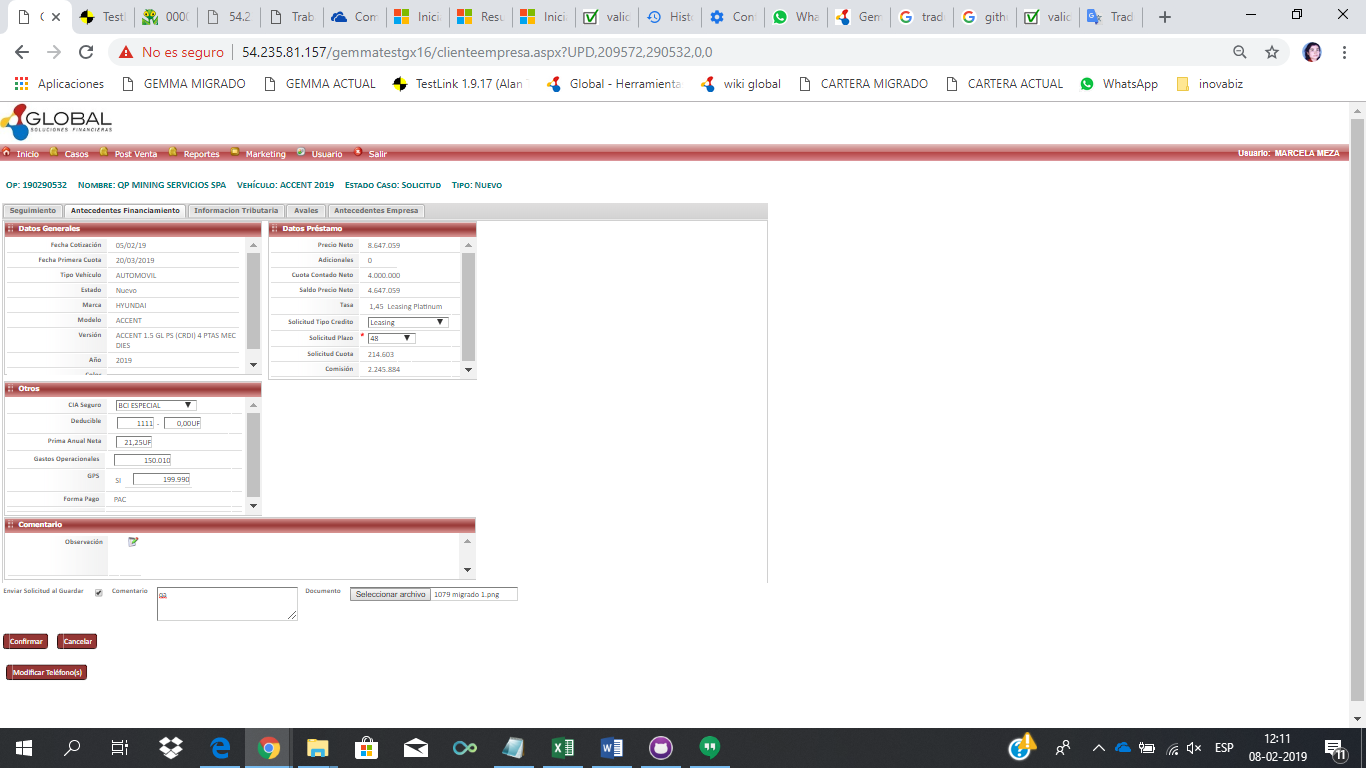 C
Testl
0000
54.2
Trab
Com
Inicia
Resu
Inicia
valid
Histo
Cont
Wha
Gem
tradu
githu
valid
Trad
No es seguro
54.235.81.157/gemmatestgx16/clienteempresa.aspx?UPD,209572,290532,0,0
Aplicaciones
GEMMA MIGRADO
GEMMA ACTUAL
TestLink 1.9.17 (Alan
Global - Herramienta
wiki global
CARTERA MIGRADO
CARTERA ACTUAL
WhatsApp
inovabiz
GLOBAL
SOLUCIONES FINANCIERAS
Inicio Casos Post Venta Reportes Marketing Usuario Salir
Usuario: MARCELA MEZA
Op: 190290532 Nombre: QP MINING SERVICIOS SPA Vehículo: ACCENT 2019 Estado Caso: Solicitud Tipo: Nuevo
Seguimiento Antecedentes Financiamiento Informacion Tributaria Avales Antecedentes Empresa
Datos Generales
Fecha Cotización 05/02/19
Fecha Primera Cuota 20/03/2019
Tipo Vehículo AUTOMOVIL
Estado Nuevo
Marca HYUNDAI
Modelo ACCENT
Versión ACCENT 1.5 GL PS (CRDI) 4 PTAS MEC
DIES
Año 2019
Color
Datos Préstamo
Precio Neto 8.647.059
Adicionales 0
Cuota Contado Neto 4.000.000
Saldo Precio Neto 4.647.059
Tasa 1,45 Leasing Platinum
Solicitud Tipo Credito Leasing
Solicitud Plazo * 48
Solicitud Cuota 214.603
Comisión 2.245.884
Otros
CIA Seguro BCI ESPECIAL
Deducible 1111 - 0,00UF
Prima Anual Neta 21,25UF
Gastos Operacionales 150.010
GPS SI 199.990
Forma Pago PAC
Comentario
Observación
Enviar Solicitud al Guardar Comentario qa Documento Seleccionar archivo 1079 migrado 1.png
Confirmar Cancelar
Modificar Teléfono(s)
ESP
12:11
08-02-2019
11